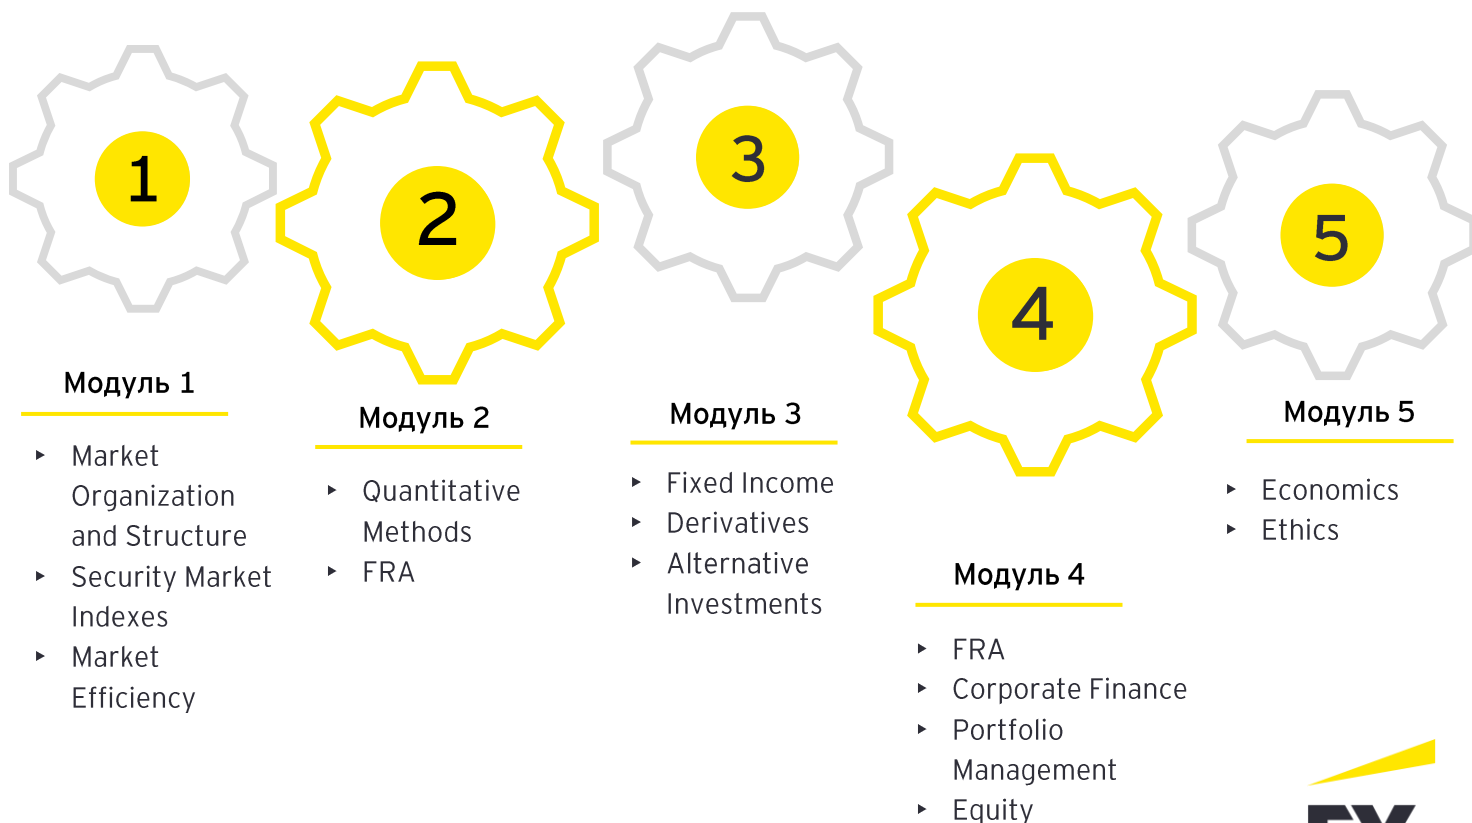 1
2
3
4
5
Модуль 1
▸ Market
Organization
and Structure
▸ Security Market
Indexes
▸ Market
Efficiency
Модуль 2
▸ Quantitative
Methods
▸ FRA
Модуль 3
▸ Fixed Income
▸ Derivatives
▸ Alternative
Investments
Модуль 4
▸ FRA
▸ Corporate Finance
▸ Portfolio
Management
▸ Equity
Модуль 5
▸ Economics
▸ Ethics
EY